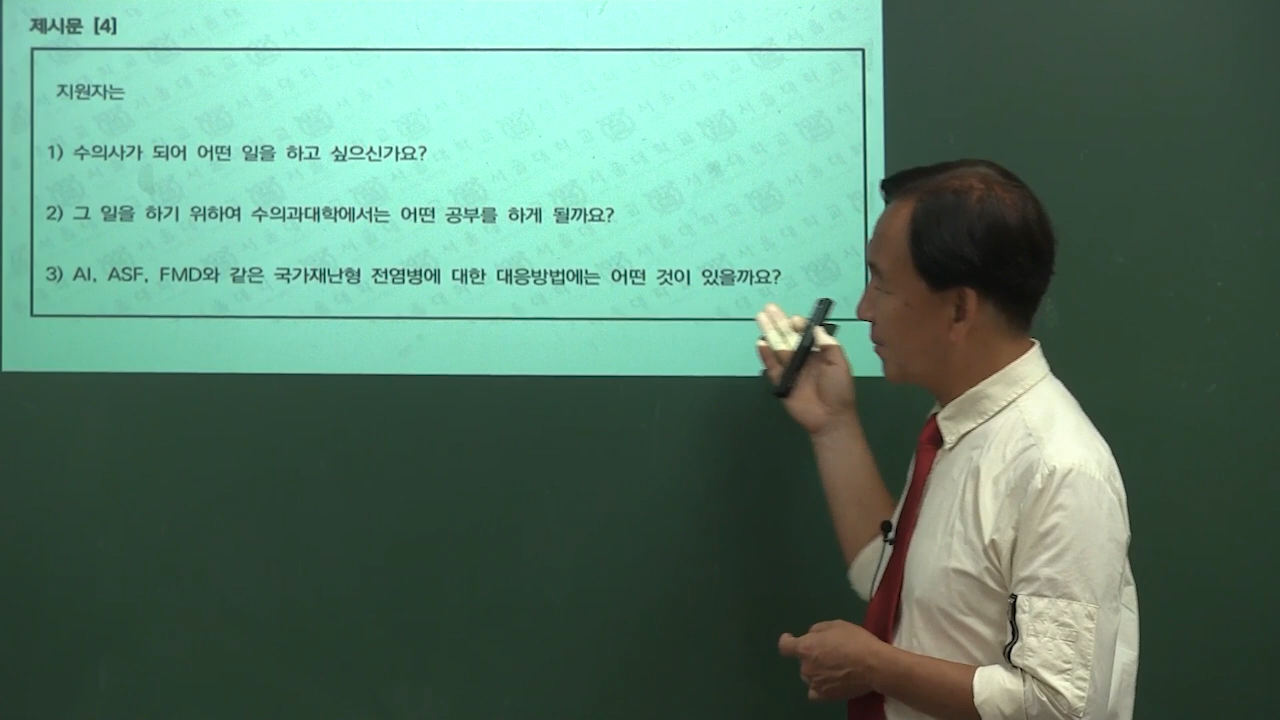 제시문 [4]
지원자는
1) 수의사가 되어 어떤 일을 하고 싶으신가요?
2) 그 일을 하기 위하여 수의과대학에서는 어떤 공부를 하게 될까요?
3) AI, ASF, FMD와 같은 국가재난형 전염병에 대한 대응방법에는 어떤 것이 있을까요?